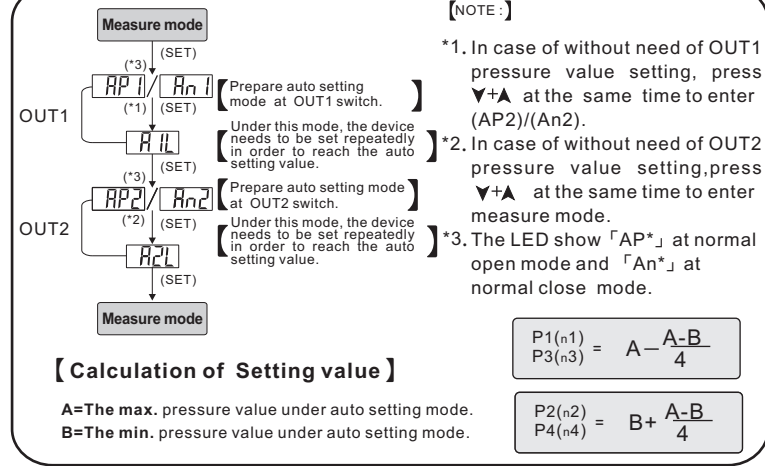 Measure mode
(SET)
(*3)
AP1 / An1
(*1) (SET)
OUT1
【Prepare auto setting
mode at OUT1 switch.】
A1L
【Under this mode, the device
needs to be set repeatedly
in order to reach the auto
setting value.】
(SET)
(*3)
AP2 / An2
(*2) (SET)
OUT2
【Prepare auto setting mode
at OUT2 switch.】
A2L
【Under this mode, the device
needs to be set repeatedly
in order to reach the auto
setting value.】
(SET)
Measure mode
【NOTE :】
*1. In case of without need of OUT1
pressure value setting, press
⮟+⮝ at the same time to enter
(AP2)/(An2).
*2. In case of without need of OUT2
pressure value setting,press
⮟+⮝ at the same time to enter
measure mode.
*3. The LED show「AP*」at normal
open mode and 「An*」at
normal close mode.
【Calculation of Setting value】
A=The max. pressure value under auto setting mode.
B=The min. pressure value under auto setting mode.
P1(n1)
P3(n3) = A — A-B
4
P2(n2)
P4(n4) = B+ A-B
4